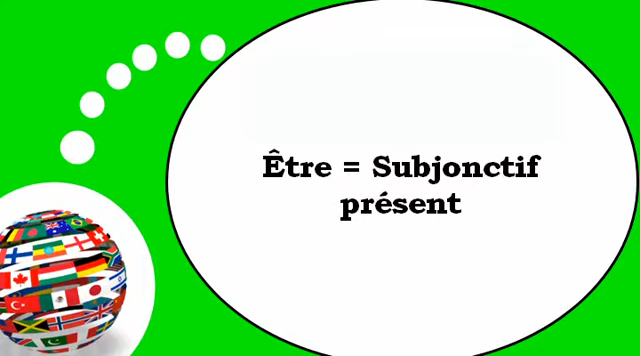 Être = Subjonctif
présent